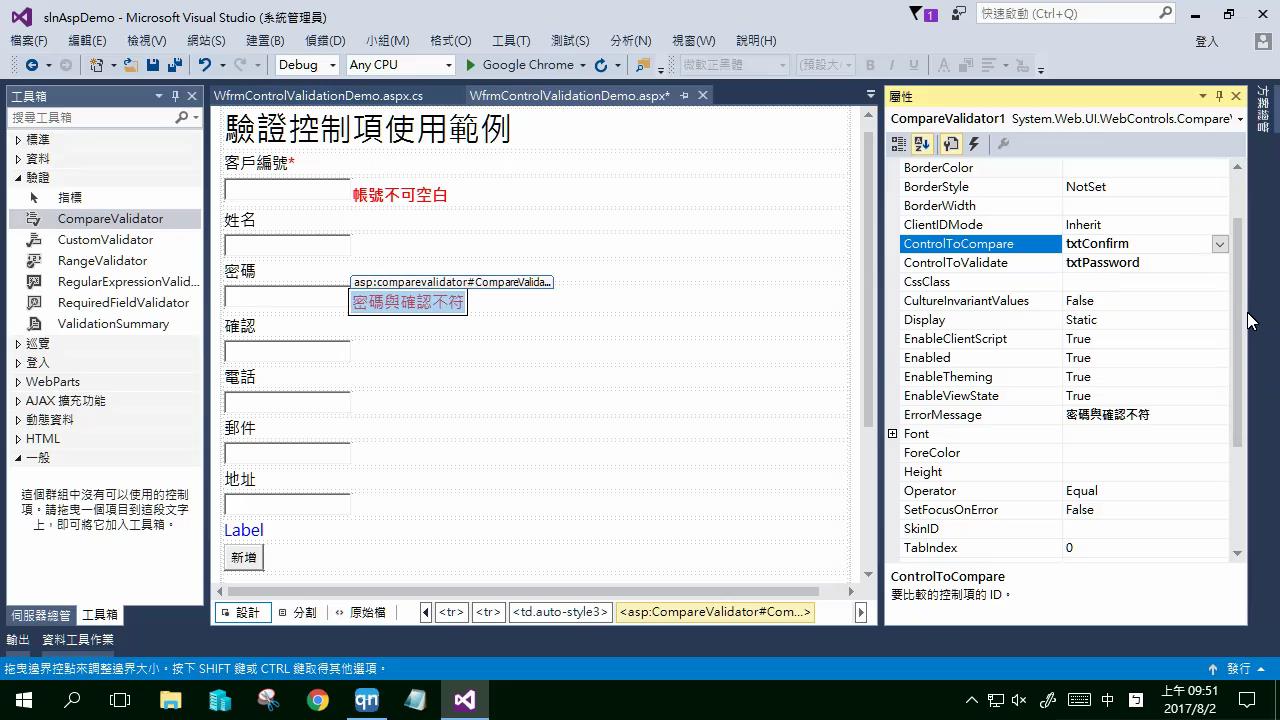 slnAspDemo - Microsoft Visual Studio (系統管理員)
1
快速啟動 (Ctrl+Q)
檔案(F) 編輯(E) 檢視(V) 網站(S) 建置(B) 偵錯(D) 小組(M) 格式(O) 工具(T) 測試(S) 分析(N) 視窗(W) 說明(H)
登入
Debug
Any CPU
Google Chrome
微軟正黑體
(預設大
B I U A
工具箱
搜尋工具箱
標準
資料
驗證
指標
CompareValidator
CustomValidator
RangeValidator
RegularExpressionValid...
RequiredFieldValidator
ValidationSummary
巡覽
登入
WebParts
AJAX 擴充功能
動態資料
HTML
一般
這個群組中沒有可以使用的控制
項。請拖曳一個項目到這段文字
上，即可將它加入工具箱。
伺服器總管 工具箱
WfrmControlValidationDemo.aspx.cs
WfrmControlValidationDemo.aspx*
驗證控制項使用範例
客戶編號*
帳號不可空白
姓名
密碼
asp:comparevalidator#CompareValida...
密碼與確認不符
確認
電話
郵件
地址
Label
新增
設計 分割 原始檔
<tr> <tr> <td.auto-style3> <asp:CompareValidator#Com...>
屬性
CompareValidator1 System.Web.UI.WebControls.CompareV
BorderColor
BorderStyle NotSet
BorderWidth
ClientIDMode Inherit
ControlToCompare txtConfirm
ControlToValidate txtPassword
CssClass
CultureInvariantValues False
Display Static
EnableClientScript True
Enabled True
EnableTheming True
EnableViewState True
ErrorMessage 密碼與確認不符
Font
ForeColor
Height
Operator Equal
SetFocusOnError False
SkinID
TabIndex 0
ControlToCompare
要比較的控制項的 ID。
方案總管
輸出 資料工具作業
拖曳邊界控點來調整邊界大小。按下 SHIFT 鍵或 CTRL 鍵取得其他選項。
發行
qn
中
上午 09:51
2017/8/2